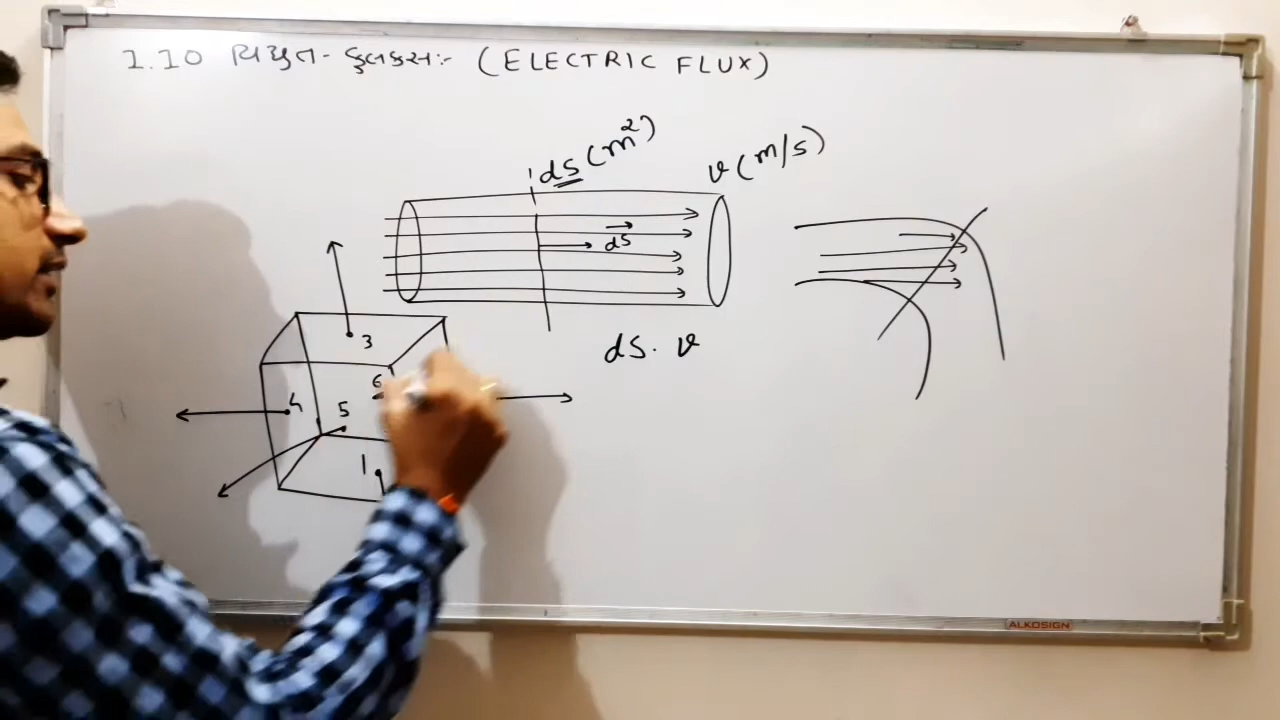 1.10 વિદ્યુત-ફ્લક્સ:- (ELECTRIC FLUX)
ds (m²)
v (m/s)
ds
ds. v
3
6
4
5
1
ALKOSIGN